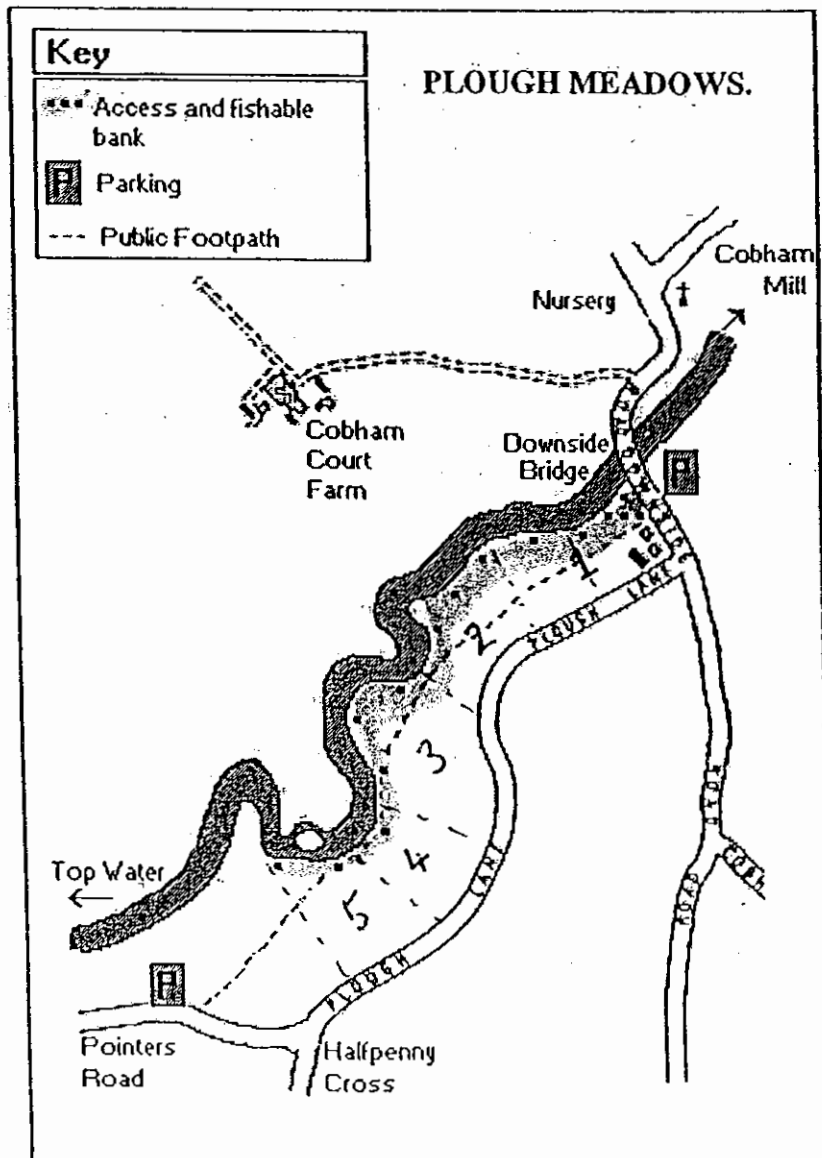 Key
PLOUGH MEADOWS.
Access and fishable
bank
P Parking
Public Footpath
Cobham
Mill
Nursery
Cobham
Court
Farm
Downside
Bridge
P
1
PLOUGH LANE
2
3
4
LANE
5
PLOUGH
ROAD
Top Water
P
Pointers
Road
Halfpenny
Cross